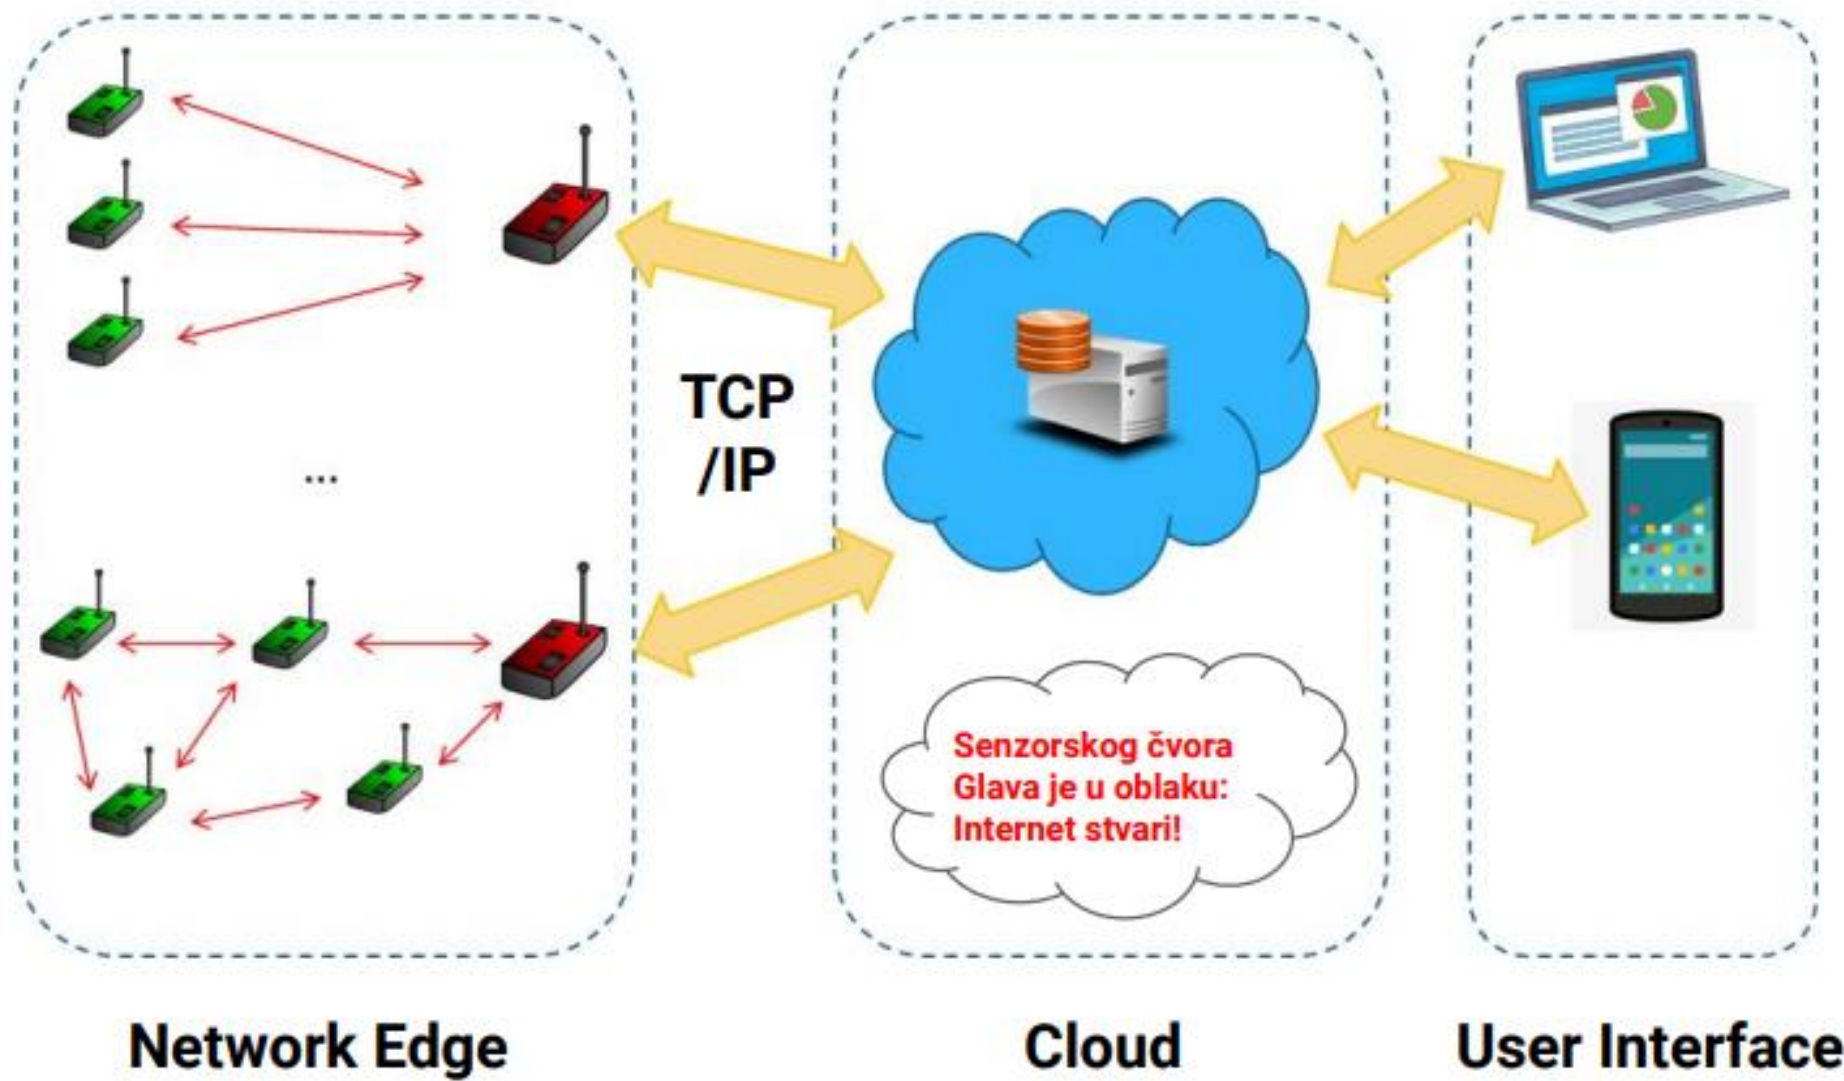 ...
TCP
/IP
Senzorskog čvora
Glava je u oblaku:
Internet stvari!
Network Edge
Cloud
User Interface